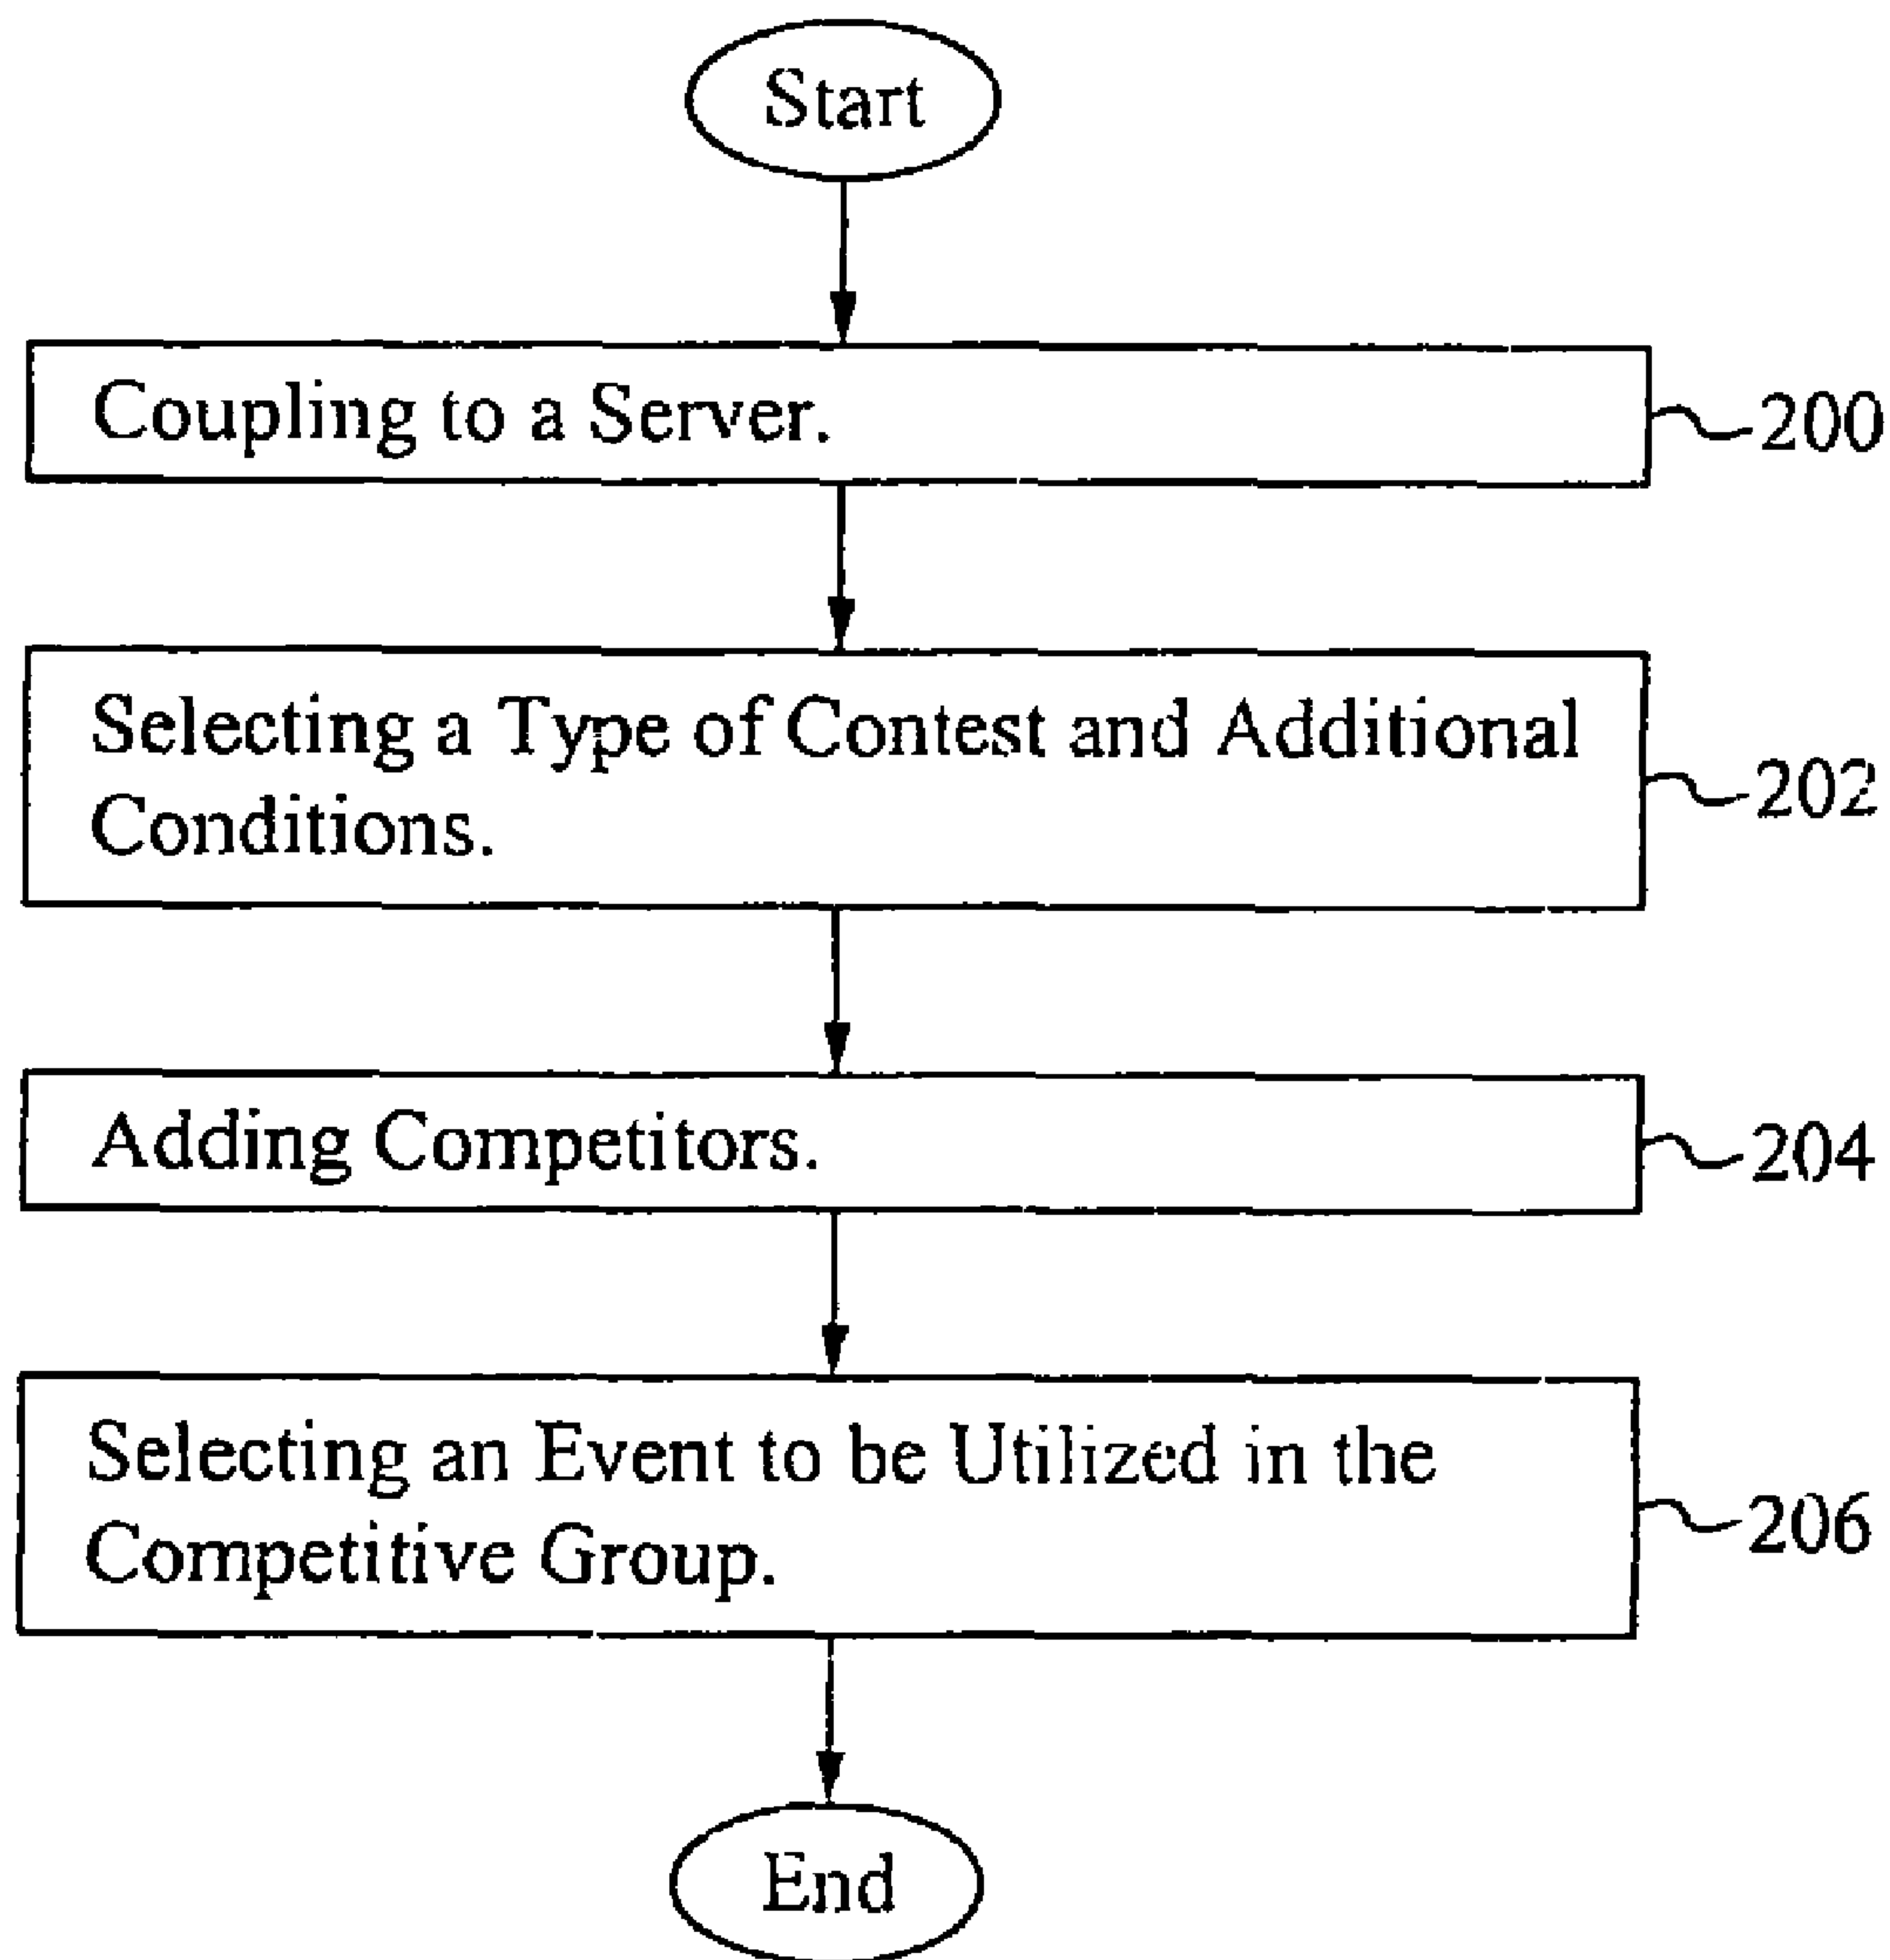 Start
Coupling to a Server.
200
Selecting a Type of Contest and Additional
Conditions.
202
Adding Competitors.
204
Selecting an Event to be Utilized in the
Competitive Group.
206
End